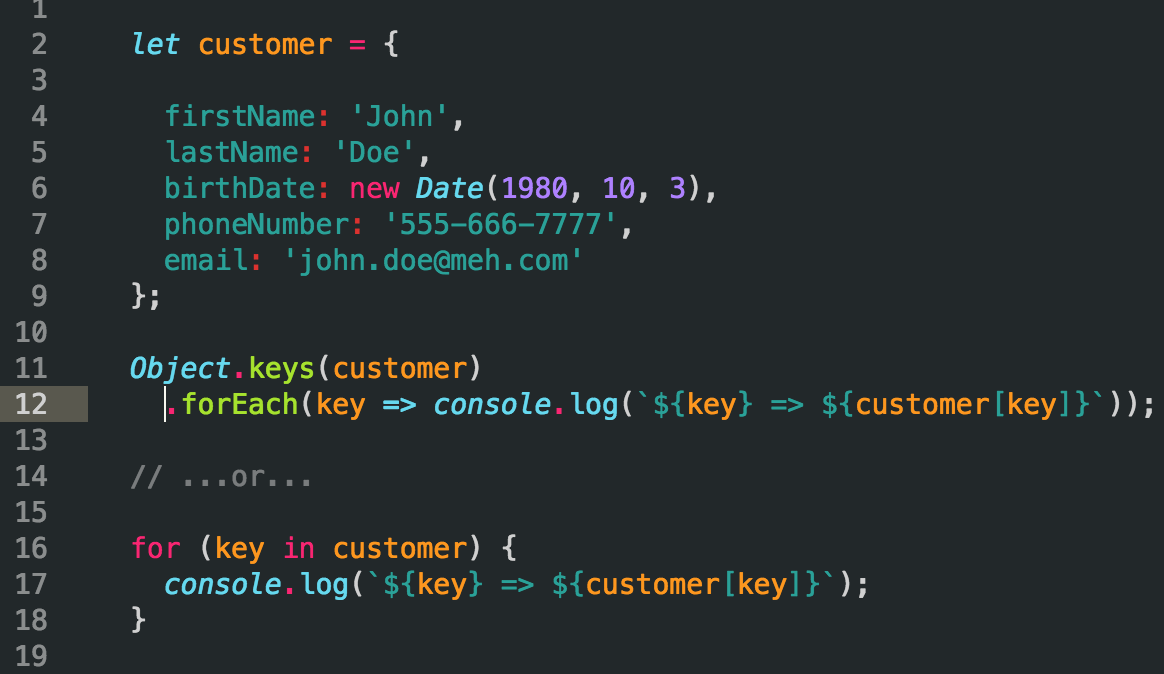 1
2 let customer = {
3
4 firstName: 'John',
5 lastName: 'Doe',
6 birthDate: new Date(1980, 10, 3),
7 phoneNumber: '555-666-7777',
8 email: 'john.doe@meh.com'
9 };
10
11 Object.keys(customer)
12 .forEach(key => console.log(`${key} => ${customer[key]}`));
13
14 // ...or...
15
16 for (key in customer) {
17 console.log(`${key} => ${customer[key]}`);
18 }
19